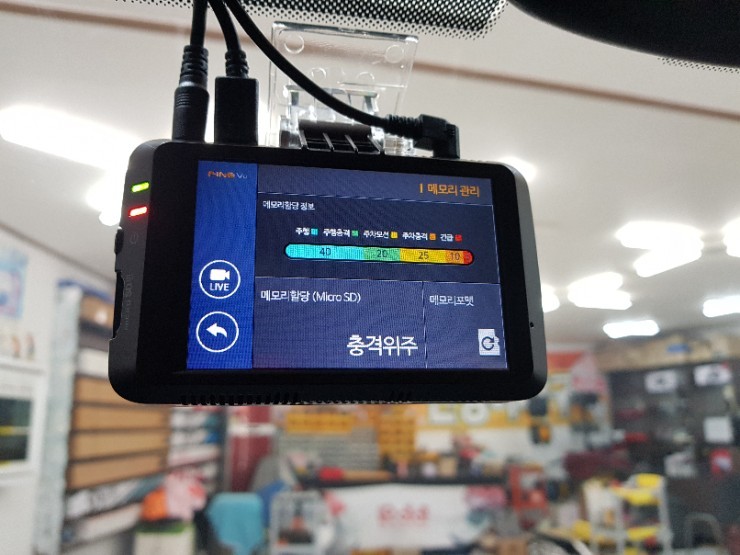 메모리 관리
메모리할당 정보
주행 주행충격 주차모션 주차충격 긴급
40 20 25 10
LIVE
메모리할당 (Micro SD)
메모리포맷
충격위주